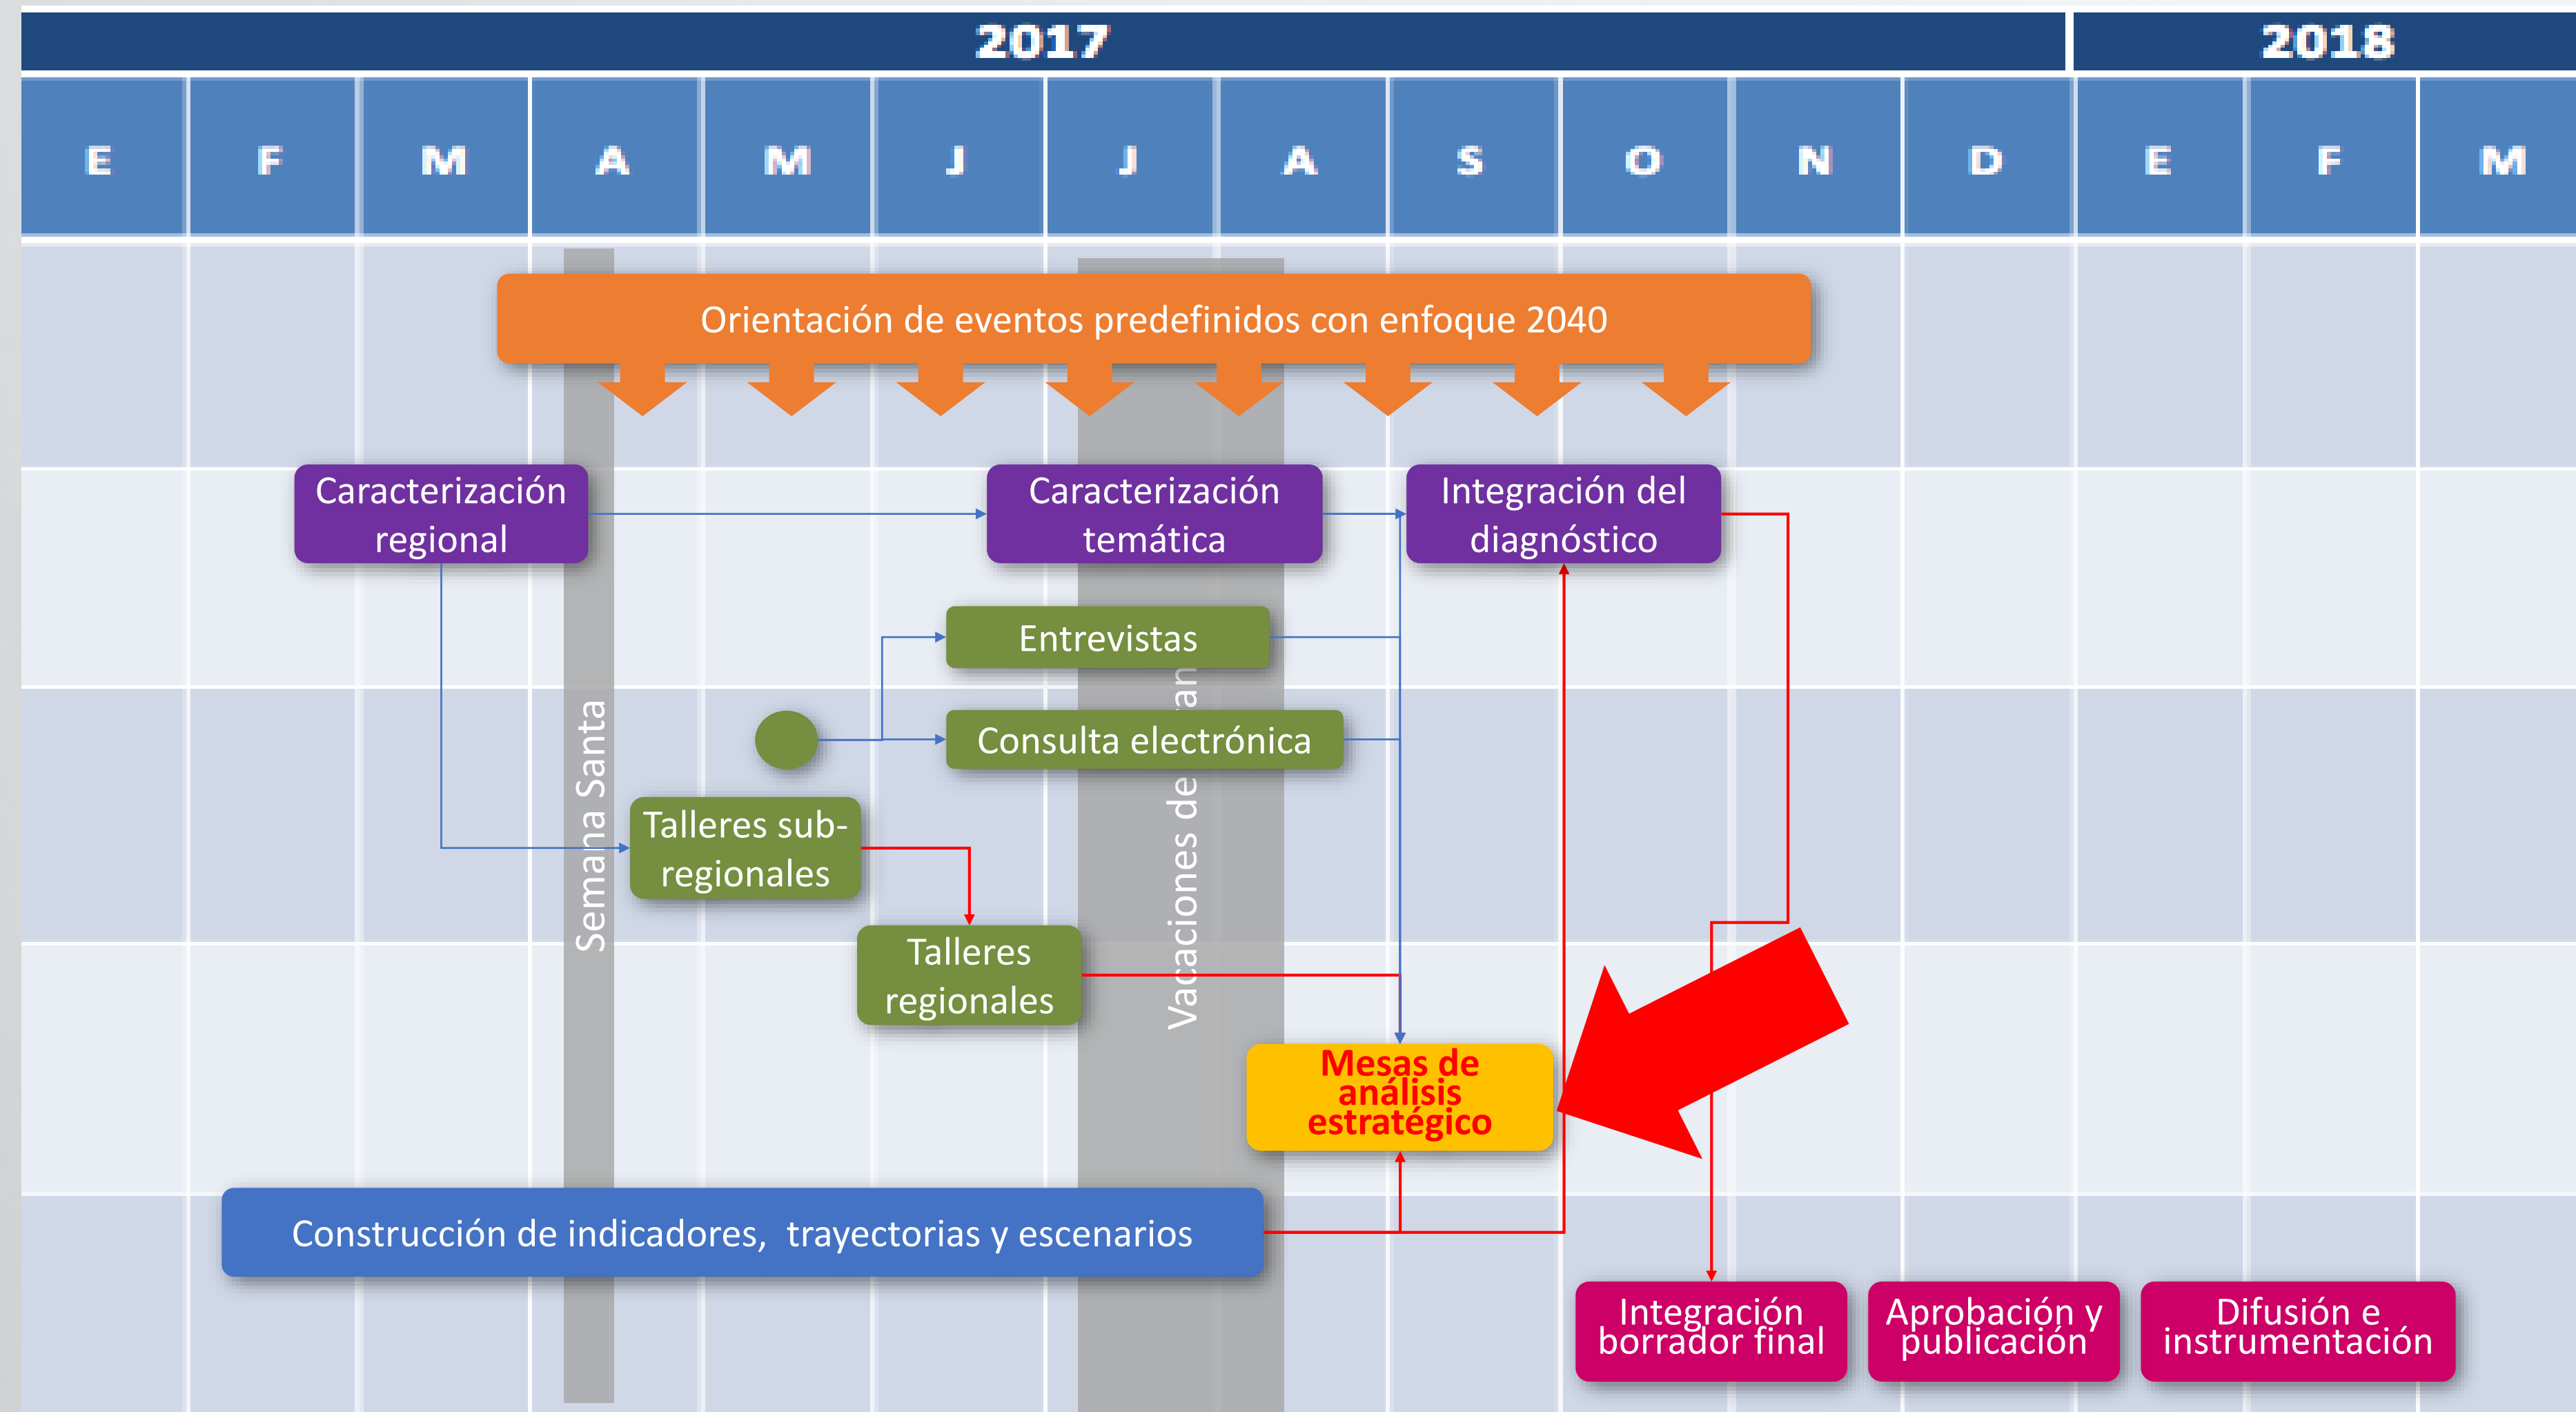 2017
2018
E F M A M J J A S O N D E F M
Orientación de eventos predefinidos con enfoque 2040
Caracterización
regional
Caracterización
temática
Integración del
diagnóstico
Entrevistas
Consulta electrónica
Semana Santa
Vacaciones de
Talleres sub-
regionales
Talleres
regionales
Mesas de
análisis
estratégico
Construcción de indicadores, trayectorias y escenarios
Integración
borrador final
Aprobación y
publicación
Difusión e
instrumentación